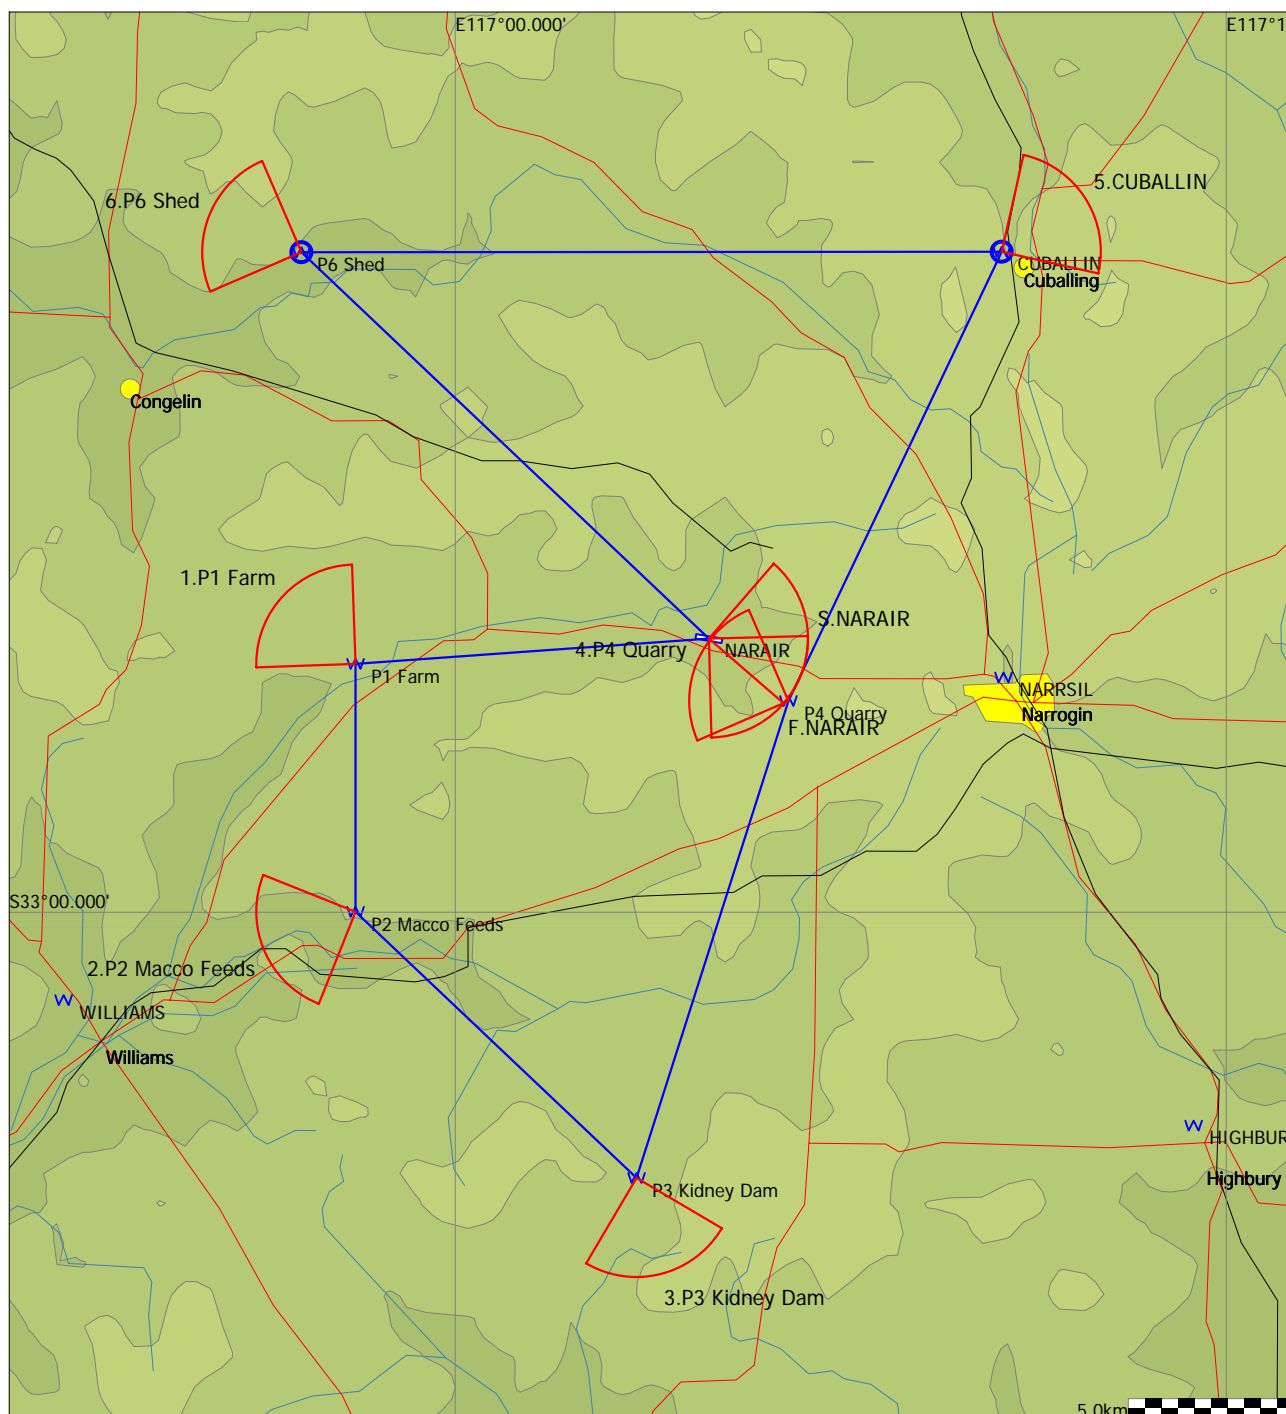 E117°00.000'
E117°1
5.CUBALLIN
6.P6 Shed
P6 Shed
CUBALLIN
Cuballing
Congelin
1.P1 Farm
S.NARAIR
4.P4 Quarry
NARAIR
P1 Farm
NARRSIL
P4 Quarry
Narrogin
F.NARAIR
S33°00.000'
P2 Macco Feeds
2.P2 Macco Feeds
WILLIAMS
Williams
HIGHBUR
Highbury
P3 Kidney Dam
3.P3 Kidney Dam
5.0km